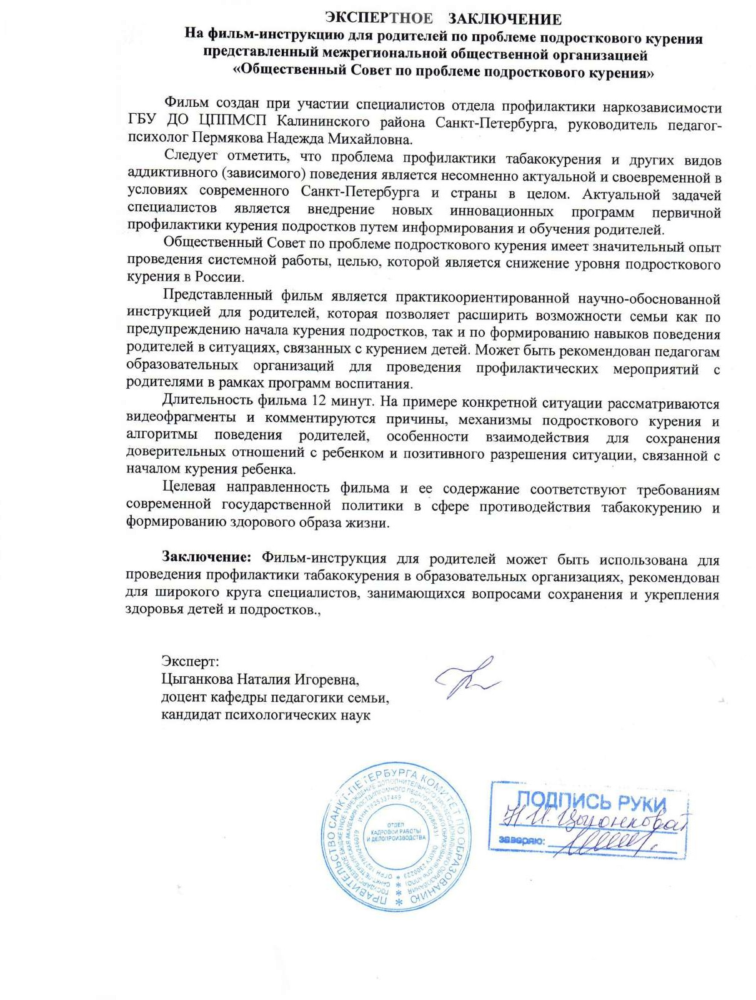 ЭКСПЕРТНОЕ ЗАКЛЮЧЕНИЕ
На фильм-инструкцию для родителей по проблеме подросткового курения
представленный межрегиональной общественной организацией
«Общественный Совет по проблеме подросткового курения»
Фильм создан при участии специалистов отдела профилактики наркозависимости
ГБУ ДО ЦППМСП Калининского района Санкт-Петербурга, руководитель педагог-
психолог Пермякова Надежда Михайловна.
Следует отметить, что проблема профилактики табакокурения и других видов
аддиктивного (зависимого) поведения является несомненно актуальной и своевременной в
условиях современного Санкт-Петербурга и страны в целом. Актуальной задачей
специалистов является внедрение новых инновационных программ первичной
профилактики курения подростков путем информирования и обучения родителей.
Общественный Совет по проблеме подросткового курения имеет значительный опыт
проведения системной работы, целью, которой является снижение уровня подросткового
курения в России.
Представленный фильм является практикоориентированной научно-обоснованной
инструкцией для родителей, которая позволяет расширить возможности семьи как по
предупреждению начала курения подростков, так и по формированию навыков поведения
родителей в ситуациях, связанных с курением детей. Может быть рекомендован педагогам
образовательных организаций для проведения профилактических мероприятий с
родителями в рамках программ воспитания.
Длительность фильма 12 минут. На примере конкретной ситуации рассматриваются
видеофрагменты и комментируются причины, механизмы подросткового курения и
алгоритмы поведения родителей, особенности взаимодействия для сохранения
доверительных отношений с ребенком и позитивного разрешения ситуации, связанной с
началом курения ребенка.
Целевая направленность фильма и ее содержание соответствуют требованиям
современной государственной политики в сфере противодействия табакокурению и
формированию здорового образа жизни.
Заключение: Фильм-инструкция для родителей может быть использована для
проведения профилактики табакокурения в образовательных организациях, рекомендован
для широкого круга специалистов, занимающихся вопросами сохранения и укрепления
здоровья детей и подростков.,
Эксперт:
Цыганкова Наталия Игоревна,
доцент кафедры педагогики семьи,
кандидат психологических наук
ПРАВИТЕЛЬСТВО САНКТ-ПЕТЕРБУРГА КОМИТЕТ ПО ОБРАЗОВАНИЮ
ГОСУДАРСТВЕННОЕ БЮДЖЕТНОЕ УЧРЕЖДЕНИЕ ДОПОЛНИТЕЛЬНОГО ПРОФЕССИОНАЛЬНОГО ОБРАЗОВАНИЯ
САНКТ-ПЕТЕРБУРГСКАЯ АКАДЕМИЯ ПОСТДИПЛОМНОГО ПЕДАГОГИЧЕСКОГО ОБРАЗОВАНИЯ
ОТДЕЛ
КАДРОВОЙ РАБОТЫ
И ДЕЛОПРОИЗВОДСТВА
ПОДПИСЬ РУКИ
Н И. Цыганковой
заверяю: